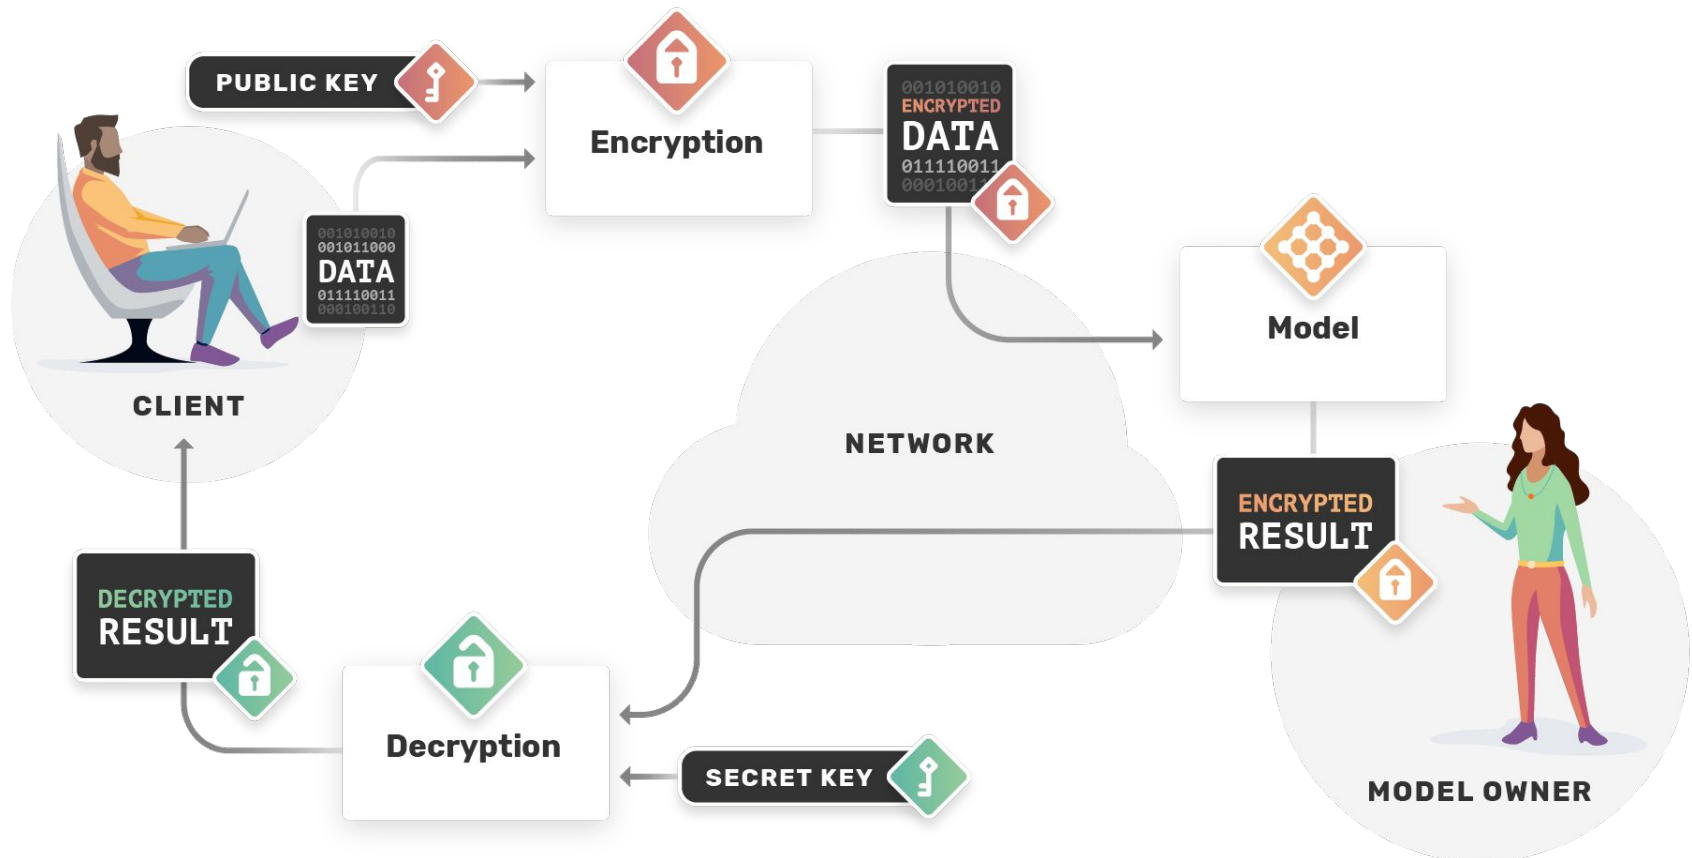 PUBLIC KEY
Encryption
001010010
ENCRYPTED
DATA
011110011
001010010
001011000
DATA
011110011
000100110
Model
CLIENT
NETWORK
ENCRYPTED
RESULT
DECRYPTED
RESULT
Decryption
SECRET KEY
MODEL OWNER